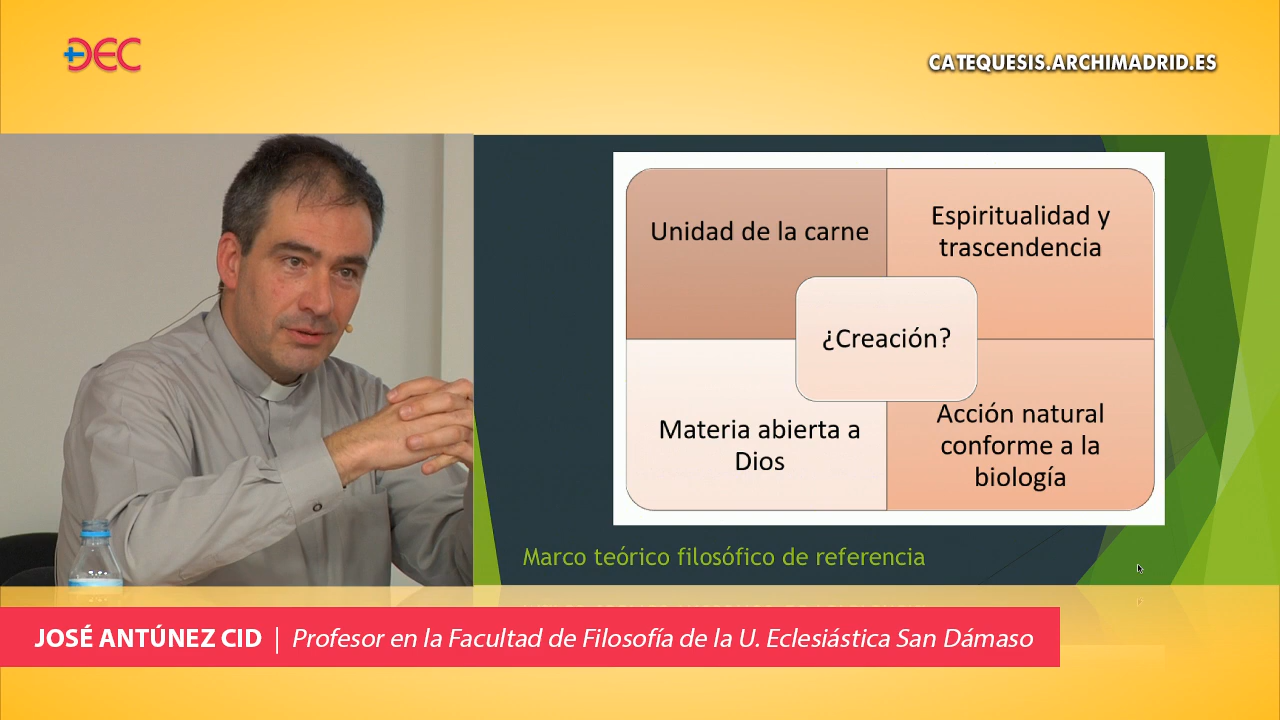 DEC
CATEQUESIS.ARCHIMADRID.ES
Unidad de la carne
Espiritualidad y
trascendencia
¿Creación?
Materia abierta a
Dios
Acción natural
conforme a la
biología
Marco teórico filosófico de referencia
JOSÉ ANTÚNEZ CID | Profesor en la Facultad de Filosofía de la U. Eclesiástica San Dámaso